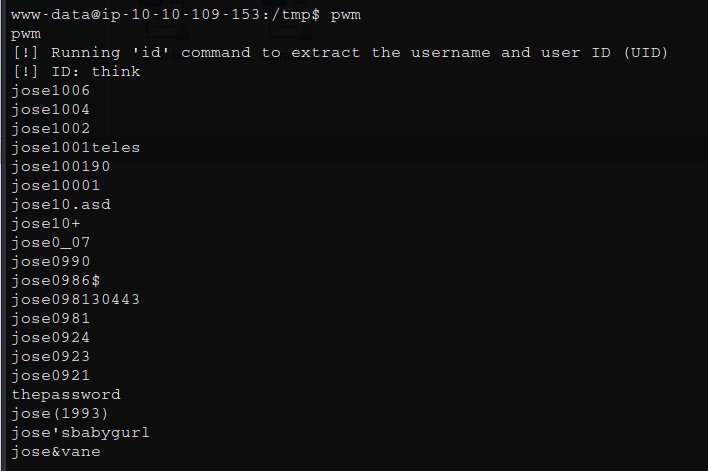 www-data@ip-10-10-109-153:/tmp$ pwm
pwm
[!] Running 'id' command to extract the username and user ID (UID)
[!] ID: think
jose1006
jose1004
jose1002
jose1001teles
jose100190
jose10001
jose10.asd
jose10+
jose0_07
jose0990
jose0986$
jose098130443
jose0981
jose0924
jose0923
jose0921
thepassword
jose(1993)
jose'sbabygurl
jose&vane